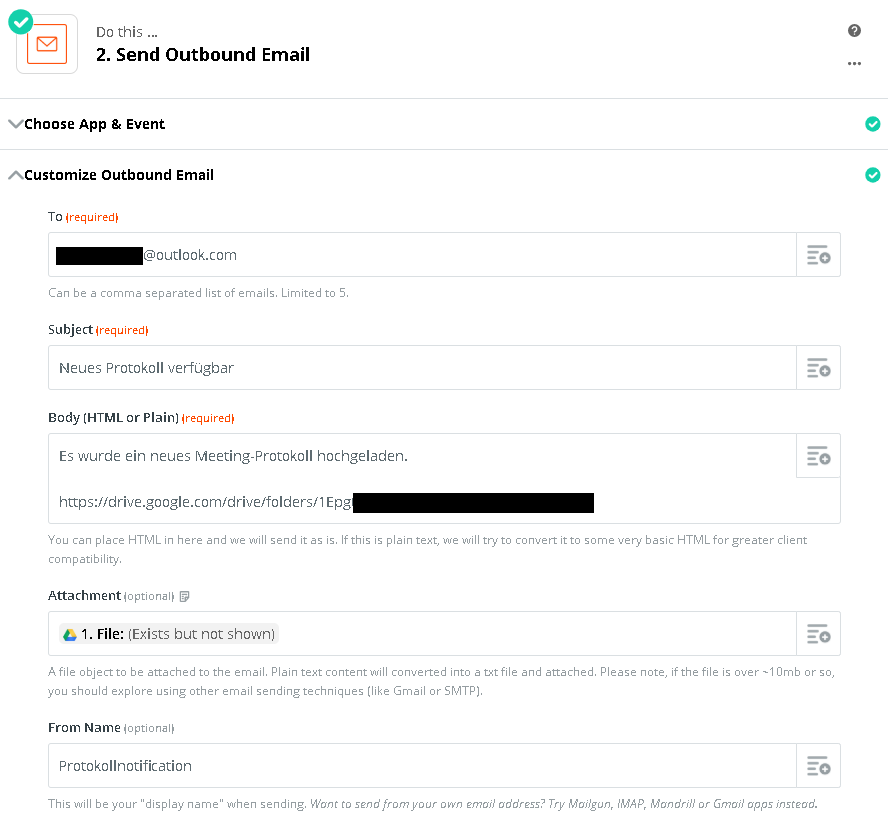 Do this ...
2. Send Outbound Email
Choose App & Event
Customize Outbound Email
To (required)
@outlook.com
Can be a comma separated list of emails. Limited to 5.
Subject (required)
Neues Protokoll verfügbar
Body (HTML or Plain) (required)
Es wurde ein neues Meeting-Protokoll hochgeladen.
https://drive.google.com/drive/folders/1Epg
You can place HTML in here and we will send it as is. If this is plain text, we will try to convert it to some very basic HTML for greater client
compatibility.
Attachment (optional)
1. File: (Exists but not shown)
A file object to be attached to the email. Plain text content will converted into a txt file and attached. Please note, if the file is over ~10mb or so,
you should explore using other email sending techniques (like Gmail or SMTP).
From Name (optional)
Protokollnotification
This will be your "display name" when sending. Want to send from your own email address? Try Mailgun, IMAP, Mandrill or Gmail apps instead.